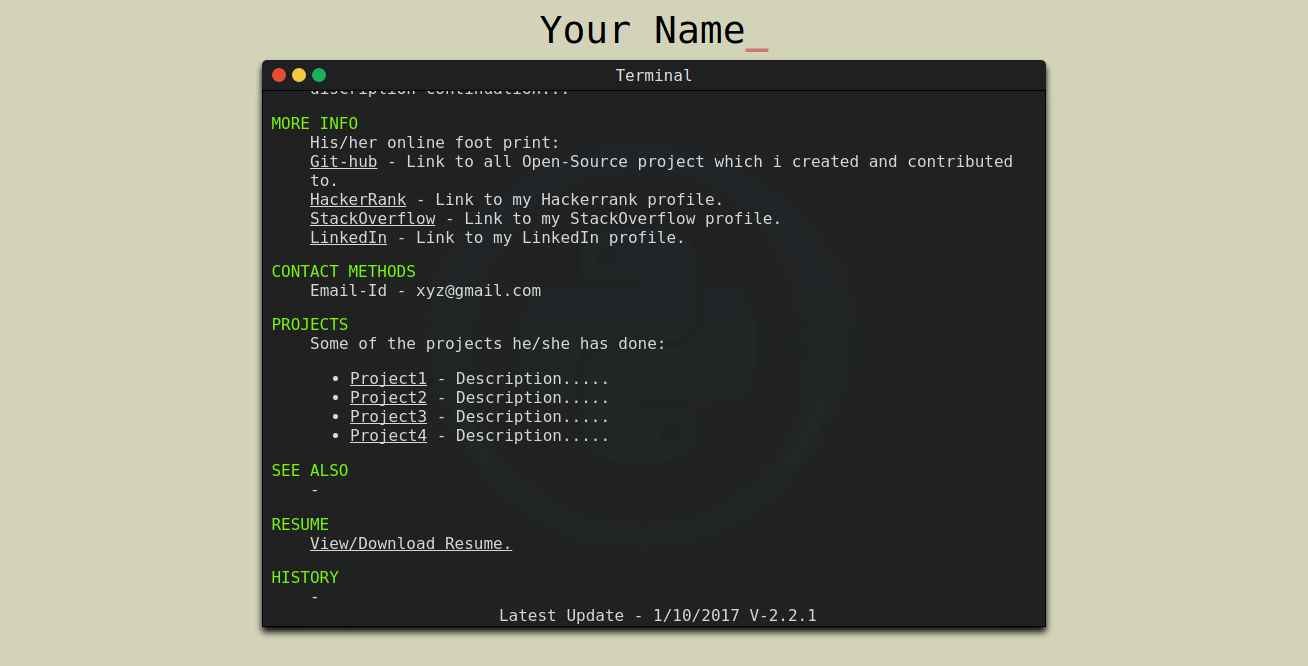 Your Name_
Terminal
discription continuation...
MORE INFO
His/her online foot print:
Git-hub - Link to all Open-Source project which i created and contributed
to.
HackerRank - Link to my Hackerrank profile.
StackOverflow - Link to my StackOverflow profile.
LinkedIn - Link to my LinkedIn profile.
CONTACT METHODS
Email-Id - xyz@gmail.com
PROJECTS
Some of the projects he/she has done:
• Project1 - Description.....
• Project2 - Description.....
• Project3 - Description.....
• Project4 - Description.....
SEE ALSO
-
RESUME
View/Download Resume.
HISTORY
-
Latest Update - 1/10/2017 V-2.2.1